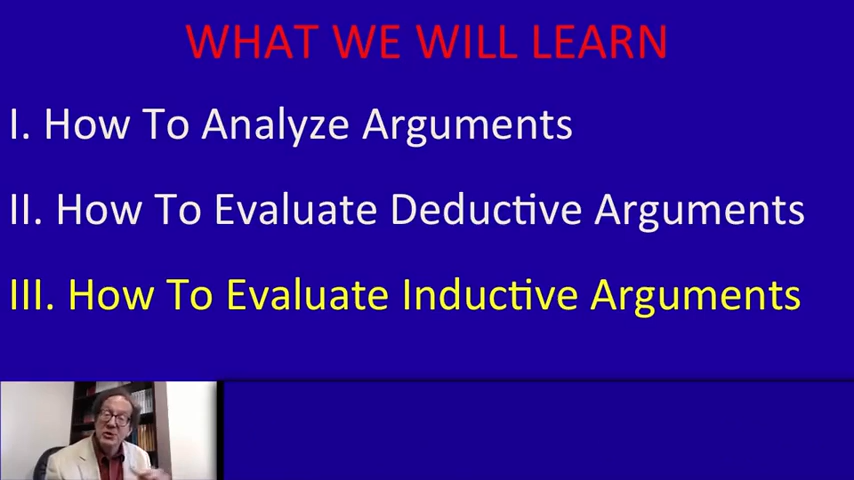 WHAT WE WILL LEARN
I. How To Analyze Arguments
II. How To Evaluate Deductive Arguments
III. How To Evaluate Inductive Arguments